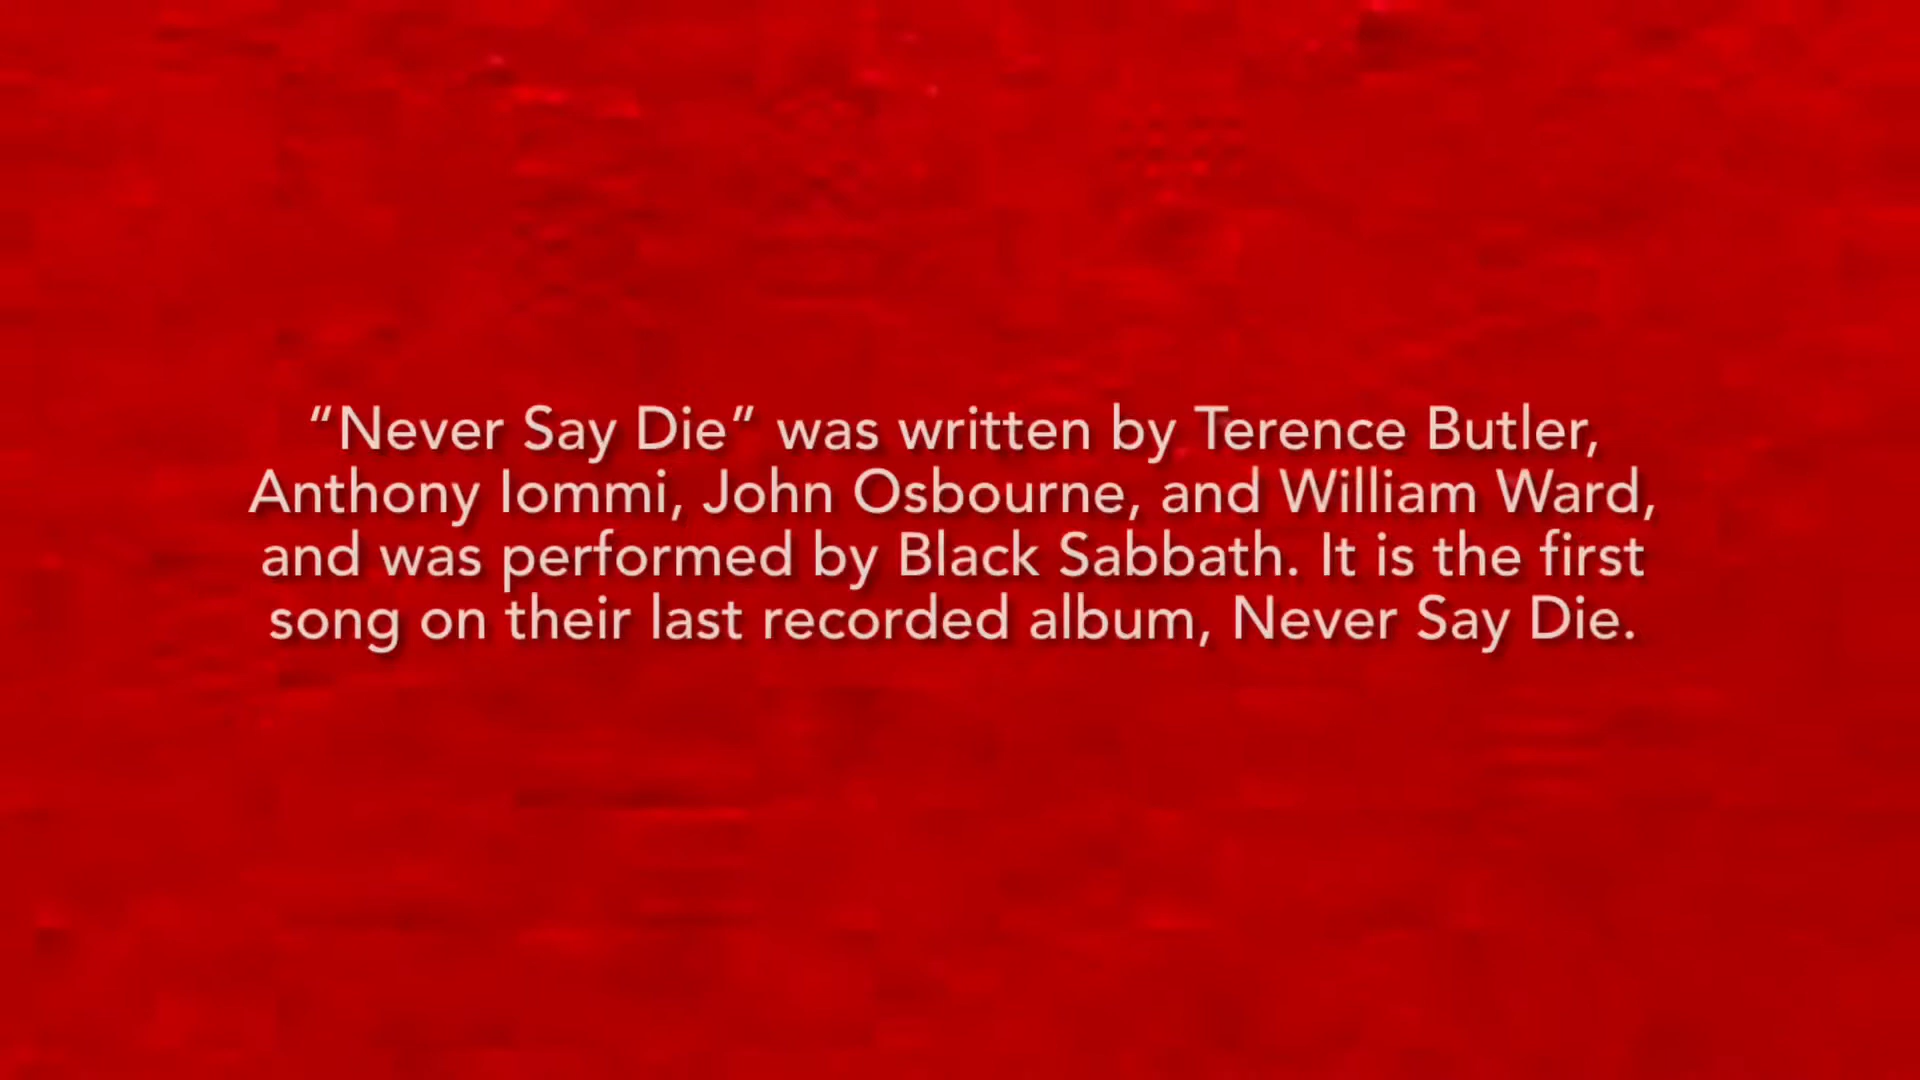 “Never Say Die” was written by Terence Butler,
Anthony Iommi, John Osbourne, and William Ward,
and was performed by Black Sabbath. It is the first
song on their last recorded album, Never Say Die.